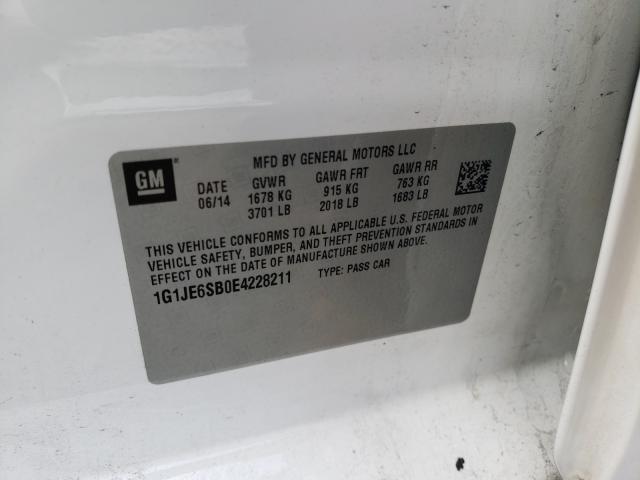 GM
MFD BY GENERAL MOTORS LLC
DATE GVWR GAWR FRT GAWR RR
06/14 1678 KG 915 KG 763 KG
3701 LB 2018 LB 1683 LB
THIS VEHICLE CONFORMS TO ALL APPLICABLE U.S. FEDERAL MOTOR
VEHICLE SAFETY, BUMPER, AND THEFT PREVENTION STANDARDS IN
EFFECT ON THE DATE OF MANUFACTURE SHOWN ABOVE.
1G1JE6SB0E4228211 TYPE: PASS CAR